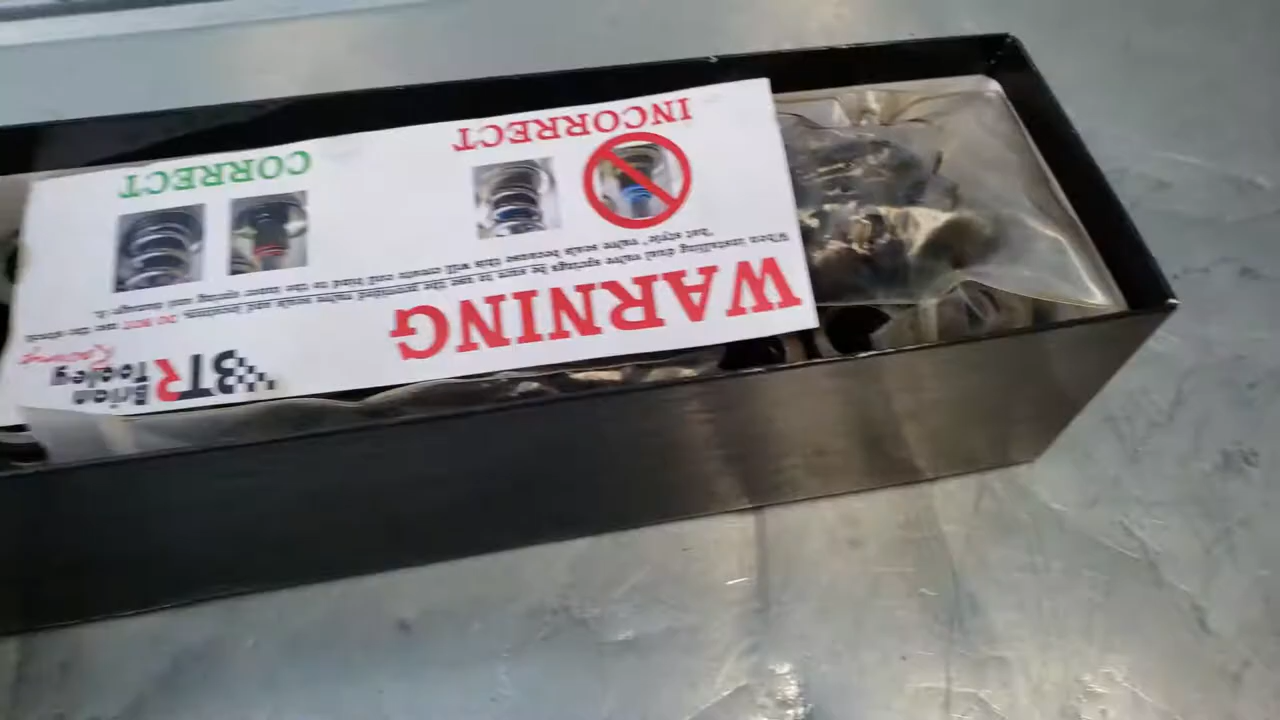 BTR
Brian
Tooley
Racing
WARNING
When installing dual valve springs be sure to use the provided valve seals and locators. DO NOT use the stock
"hat style" valve seals because this will create coil bind to the inner spring and damage it.
INCORRECT
CORRECT